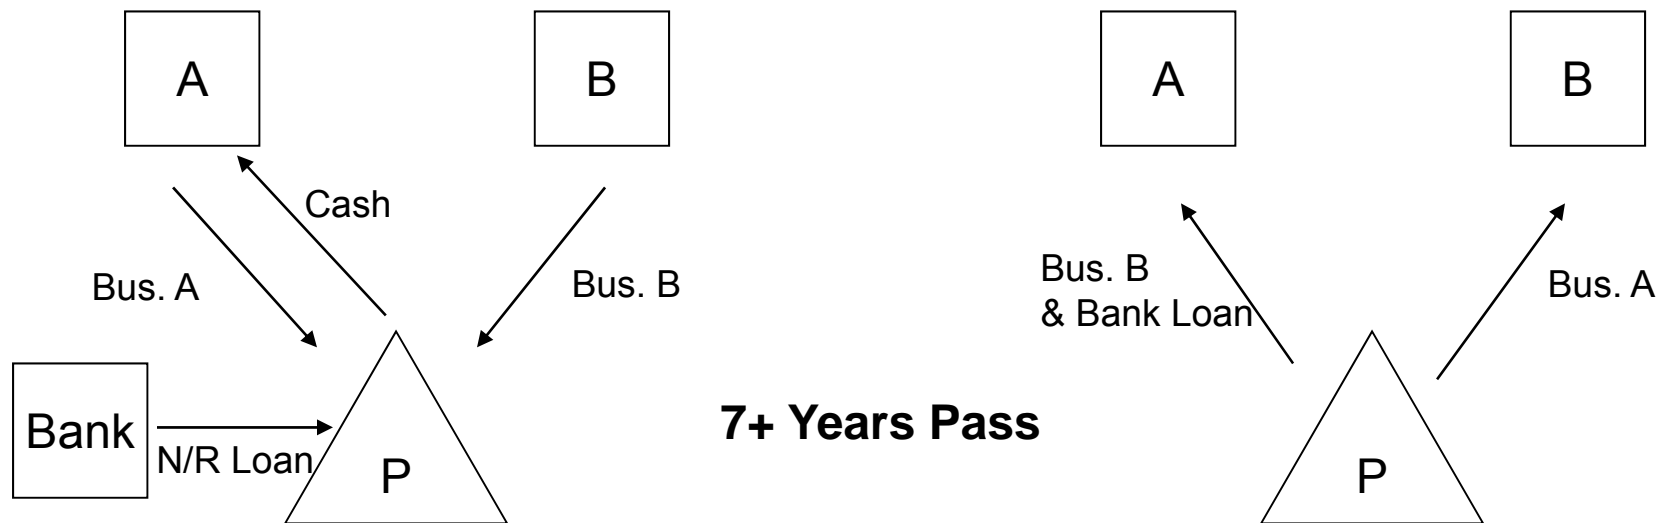 A
B
Cash
Bus. A
Bus. B
Bank
N/R Loan
P
7+ Years Pass
A
B
Bus. B
& Bank Loan
Bus. A
P